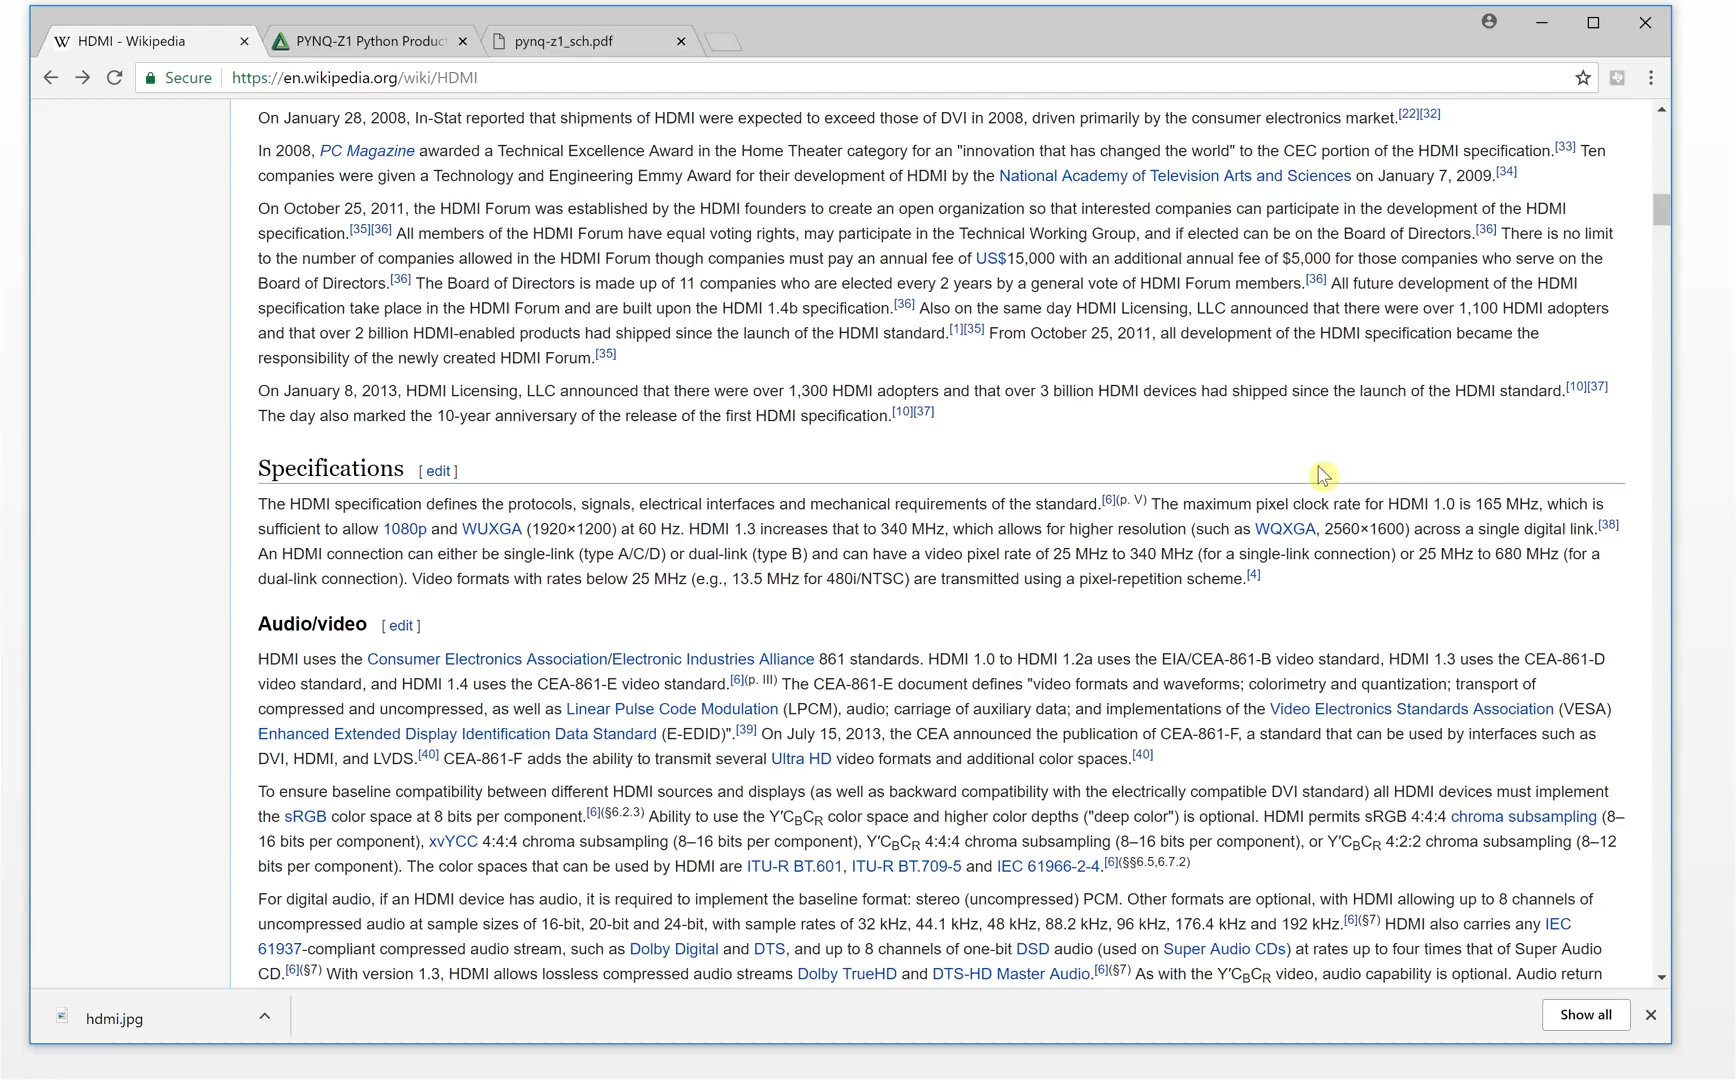 W HDMI - Wikipedia
PYNQ-Z1 Python Produc
pynq-z1_sch.pdf
Secure https://en.wikipedia.org/wiki/HDMI
On January 28, 2008, In-Stat reported that shipments of HDMI were expected to exceed those of DVI in 2008, driven primarily by the consumer electronics market.[22][32]
In 2008, PC Magazine awarded a Technical Excellence Award in the Home Theater category for an "innovation that has changed the world" to the CEC portion of the HDMI specification.[33] Ten
companies were given a Technology and Engineering Emmy Award for their development of HDMI by the National Academy of Television Arts and Sciences on January 7, 2009.[34]
On October 25, 2011, the HDMI Forum was established by the HDMI founders to create an open organization so that interested companies can participate in the development of the HDMI
specification.[35][36] All members of the HDMI Forum have equal voting rights, may participate in the Technical Working Group, and if elected can be on the Board of Directors.[36] There is no limit
to the number of companies allowed in the HDMI Forum though companies must pay an annual fee of US$15,000 with an additional annual fee of $5,000 for those companies who serve on the
Board of Directors.[36] The Board of Directors is made up of 11 companies who are elected every 2 years by a general vote of HDMI Forum members.[36] All future development of the HDMI
specification take place in the HDMI Forum and are built upon the HDMI 1.4b specification.[36] Also on the same day HDMI Licensing, LLC announced that there were over 1,100 HDMI adopters
and that over 2 billion HDMI-enabled products had shipped since the launch of the HDMI standard.[1][35] From October 25, 2011, all development of the HDMI specification became the
responsibility of the newly created HDMI Forum.[35]
On January 8, 2013, HDMI Licensing, LLC announced that there were over 1,300 HDMI adopters and that over 3 billion HDMI devices had shipped since the launch of the HDMI standard.[10][37]
The day also marked the 10-year anniversary of the release of the first HDMI specification.[10][37]
Specifications [ edit ]
The HDMI specification defines the protocols, signals, electrical interfaces and mechanical requirements of the standard.[6](p. V) The maximum pixel clock rate for HDMI 1.0 is 165 MHz, which is
sufficient to allow 1080p and WUXGA (1920×1200) at 60 Hz. HDMI 1.3 increases that to 340 MHz, which allows for higher resolution (such as WQXGA, 2560×1600) across a single digital link.[38]
An HDMI connection can either be single-link (type A/C/D) or dual-link (type B) and can have a video pixel rate of 25 MHz to 340 MHz (for a single-link connection) or 25 MHz to 680 MHz (for a
dual-link connection). Video formats with rates below 25 MHz (e.g., 13.5 MHz for 480i/NTSC) are transmitted using a pixel-repetition scheme.[4]
Audio/video [ edit ]
HDMI uses the Consumer Electronics Association/Electronic Industries Alliance 861 standards. HDMI 1.0 to HDMI 1.2a uses the EIA/CEA-861-B video standard, HDMI 1.3 uses the CEA-861-D
video standard, and HDMI 1.4 uses the CEA-861-E video standard.[6](p. III) The CEA-861-E document defines "video formats and waveforms; colorimetry and quantization; transport of
compressed and uncompressed, as well as Linear Pulse Code Modulation (LPCM), audio; carriage of auxiliary data; and implementations of the Video Electronics Standards Association (VESA)
Enhanced Extended Display Identification Data Standard (E-EDID)".[39] On July 15, 2013, the CEA announced the publication of CEA-861-F, a standard that can be used by interfaces such as
DVI, HDMI, and LVDS.[40] CEA-861-F adds the ability to transmit several Ultra HD video formats and additional color spaces.[40]
To ensure baseline compatibility between different HDMI sources and displays (as well as backward compatibility with the electrically compatible DVI standard) all HDMI devices must implement
the sRGB color space at 8 bits per component.[6](§6.2.3) Ability to use the Y′CBCR color space and higher color depths ("deep color") is optional. HDMI permits sRGB 4:4:4 chroma subsampling (8–
16 bits per component), xvYCC 4:4:4 chroma subsampling (8–16 bits per component), Y′CBCR 4:4:4 chroma subsampling (8–16 bits per component), or Y′CBCR 4:2:2 chroma subsampling (8–12
bits per component). The color spaces that can be used by HDMI are ITU-R BT.601, ITU-R BT.709-5 and IEC 61966-2-4.[6](§§6.5,6.7.2)
For digital audio, if an HDMI device has audio, it is required to implement the baseline format: stereo (uncompressed) PCM. Other formats are optional, with HDMI allowing up to 8 channels of
uncompressed audio at sample sizes of 16-bit, 20-bit and 24-bit, with sample rates of 32 kHz, 44.1 kHz, 48 kHz, 88.2 kHz, 96 kHz, 176.4 kHz and 192 kHz.[6](§7) HDMI also carries any IEC
61937-compliant compressed audio stream, such as Dolby Digital and DTS, and up to 8 channels of one-bit DSD audio (used on Super Audio CDs) at rates up to four times that of Super Audio
CD.[6](§7) With version 1.3, HDMI allows lossless compressed audio streams Dolby TrueHD and DTS-HD Master Audio.[6](§7) As with the Y′CBCR video, audio capability is optional. Audio return
hdmi.jpg
Show all